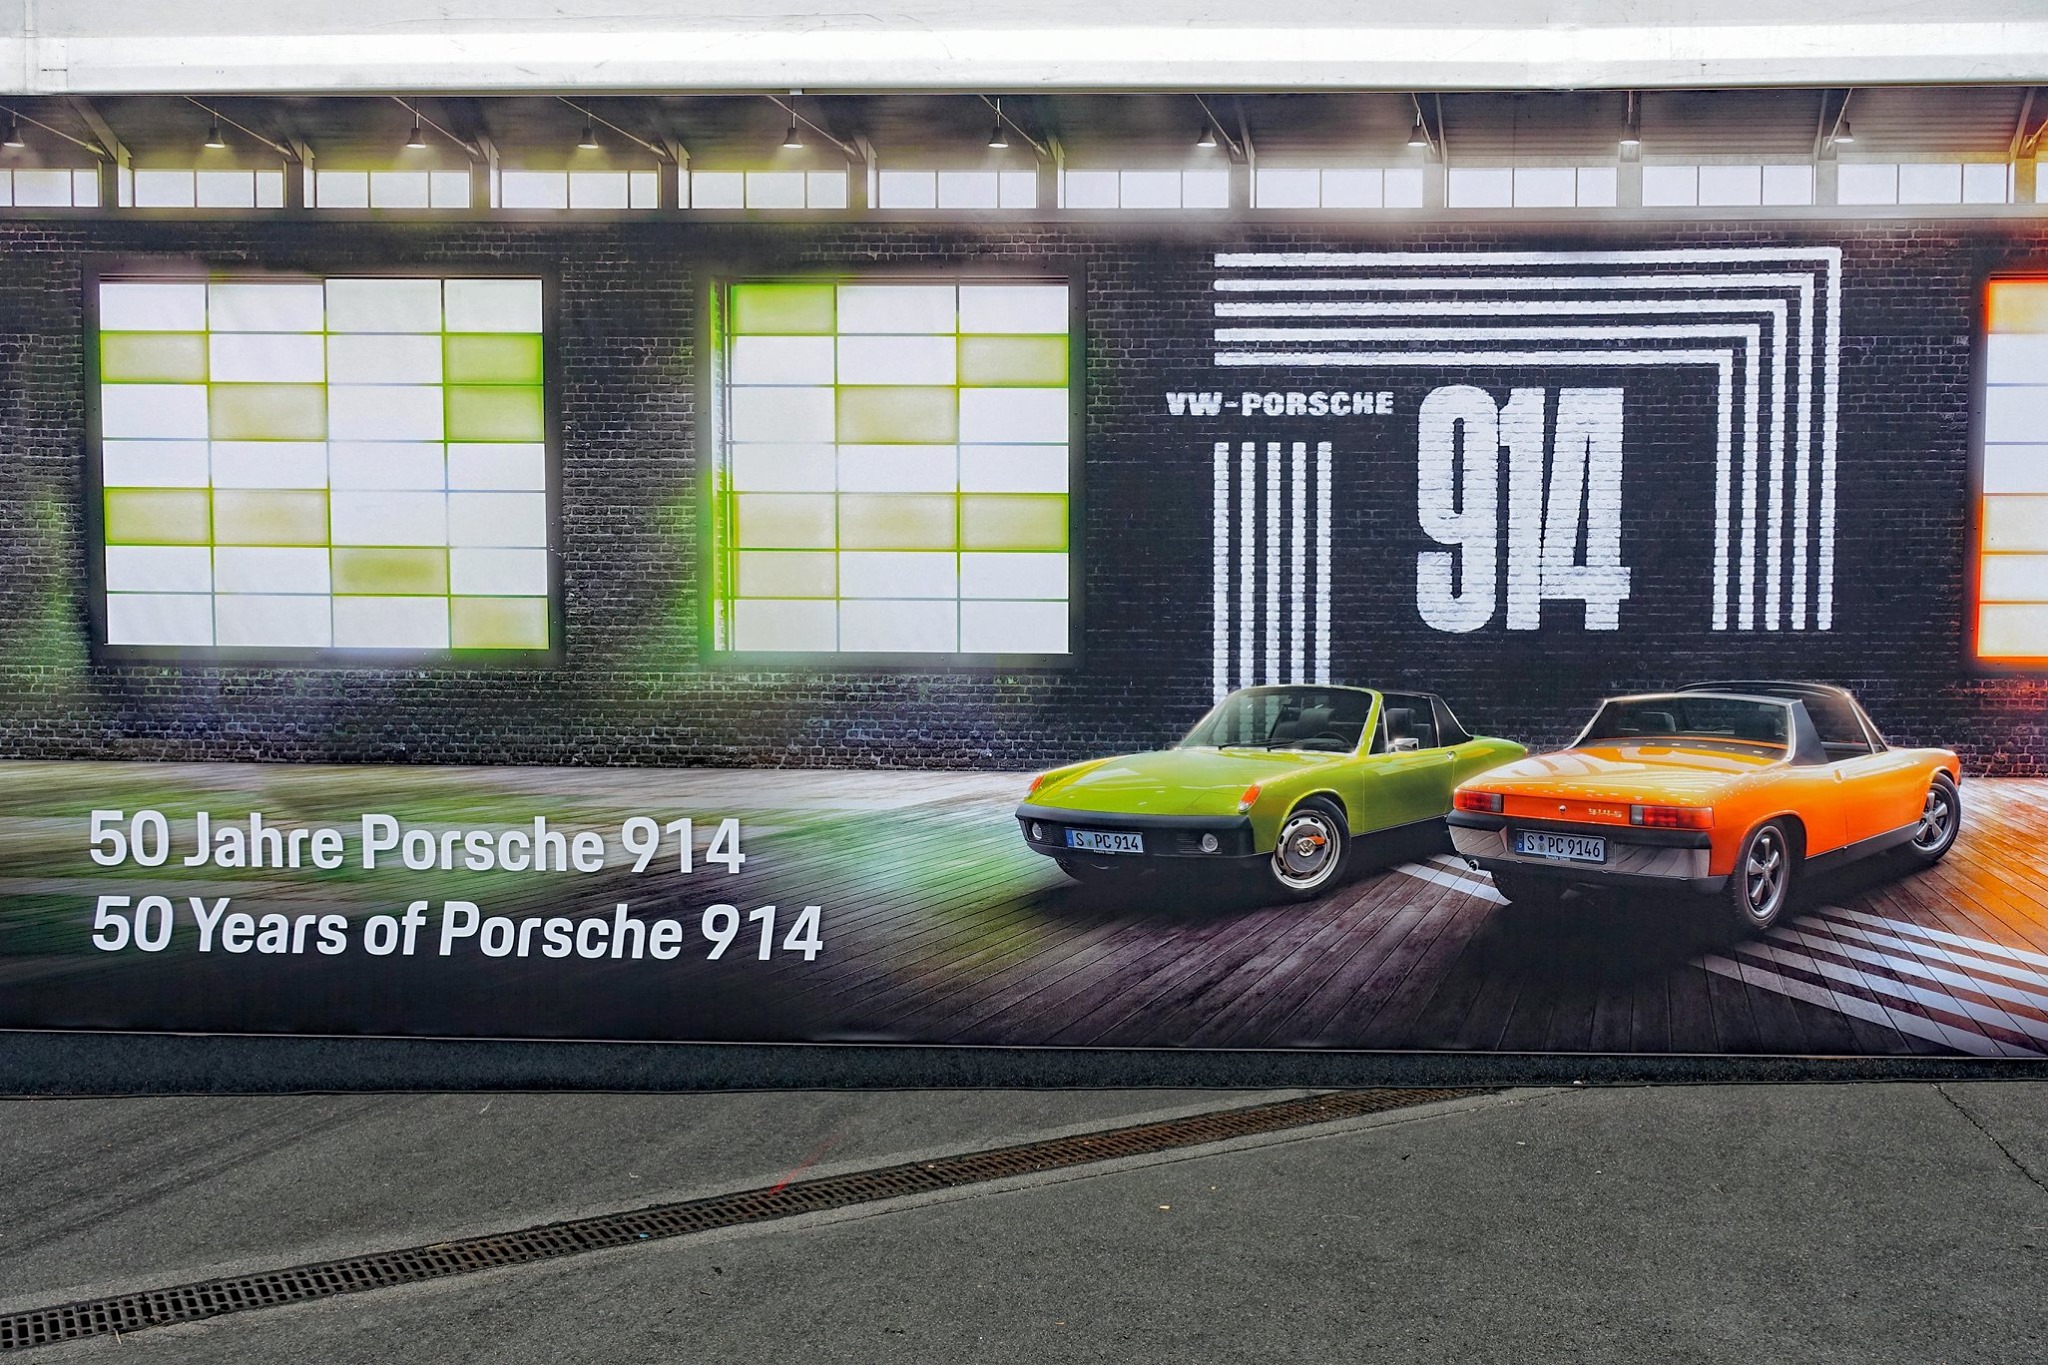 VW-PORSCHE
914
50 Jahre Porsche 914
50 Years of Porsche 914
S PC 914
S PC 9146